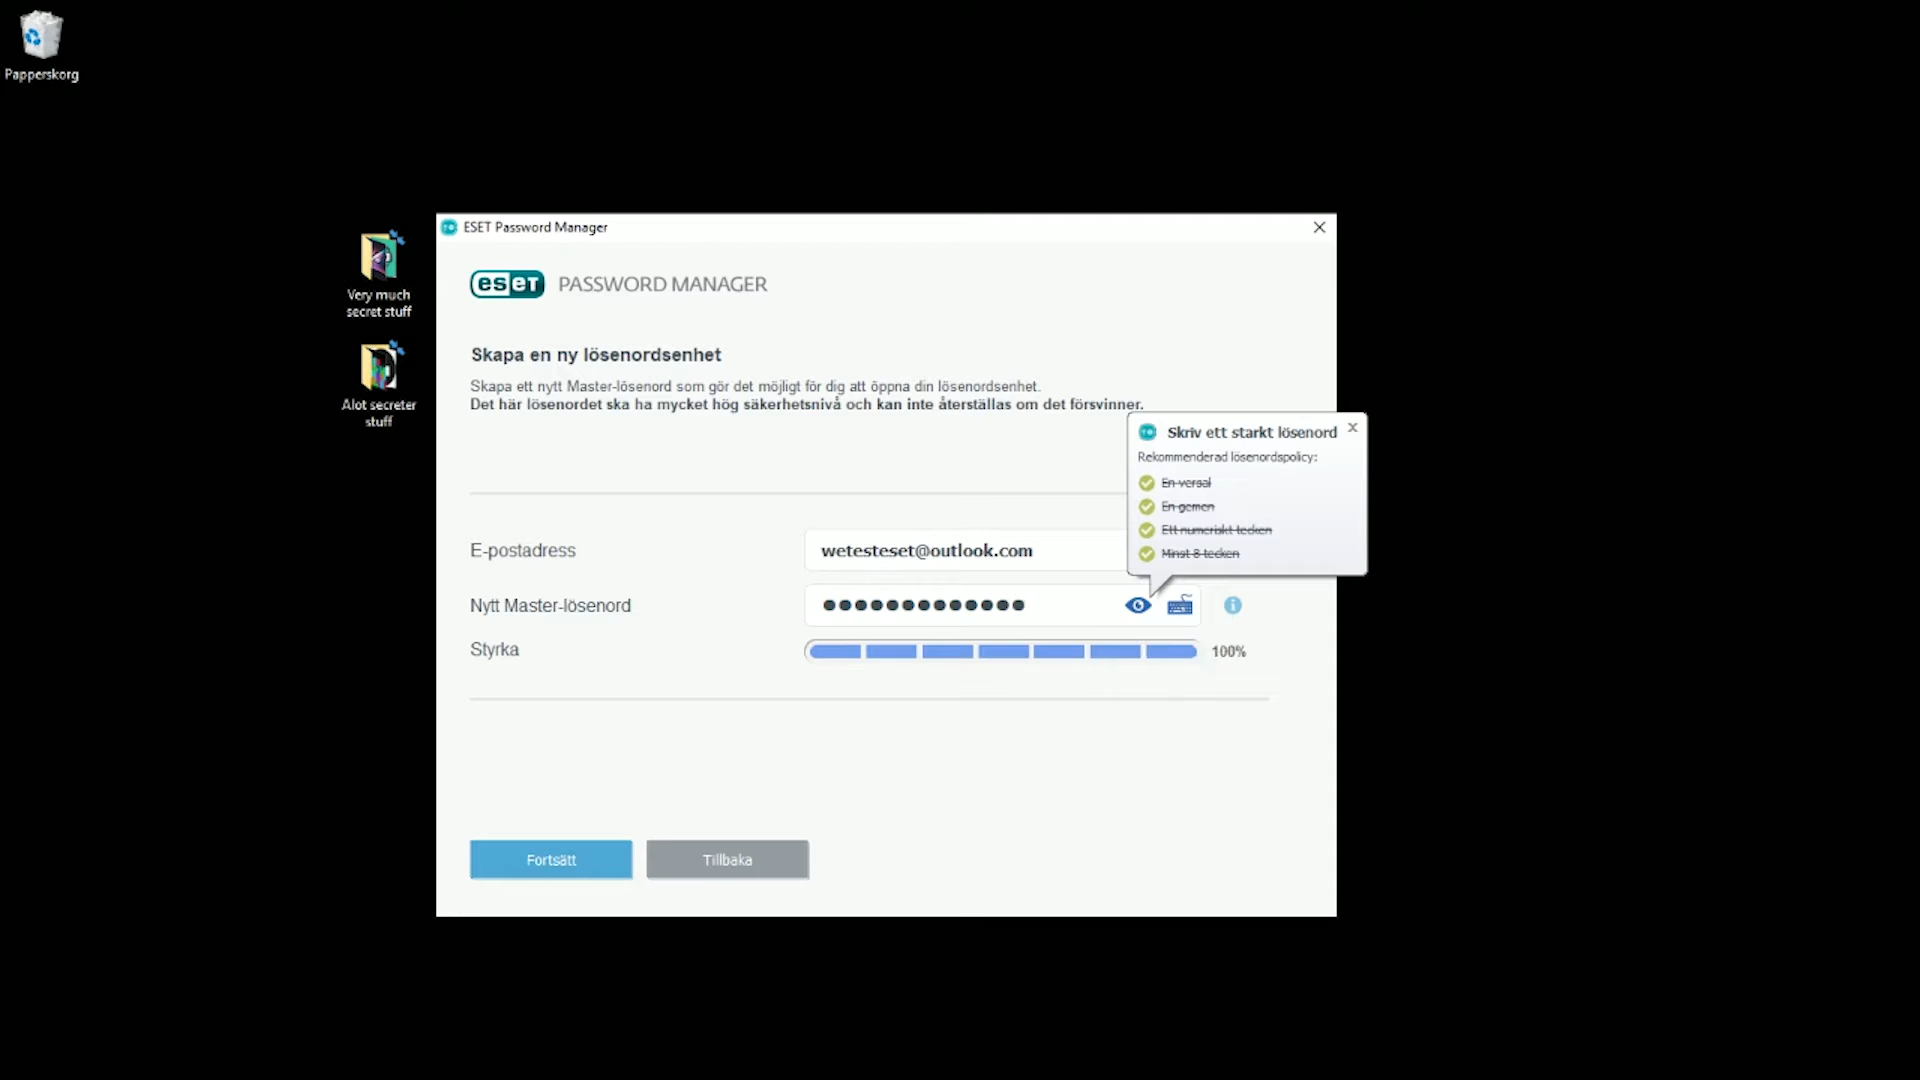 Papperskorg
Very much
secret stuff
Alot secreter
stuff
ESET Password Manager
eseT PASSWORD MANAGER
Skapa en ny lösenordsenhet
Skapa ett nytt Master-lösenord som gör det möjligt för dig att öppna din lösenordsenhet.
Det här lösenordet ska ha mycket hög säkerhetsnivå och kan inte återställas om det försvinner.
Skriv ett starkt lösenord
Rekommenderad lösenordspolicy:
En versal
En gemen
Ett numeriskt tecken
Minst 8 tecken
E-postadress
wetesteset@outlook.com
Nytt Master-lösenord
Styrka
100%
Fortsätt
Tillbaka